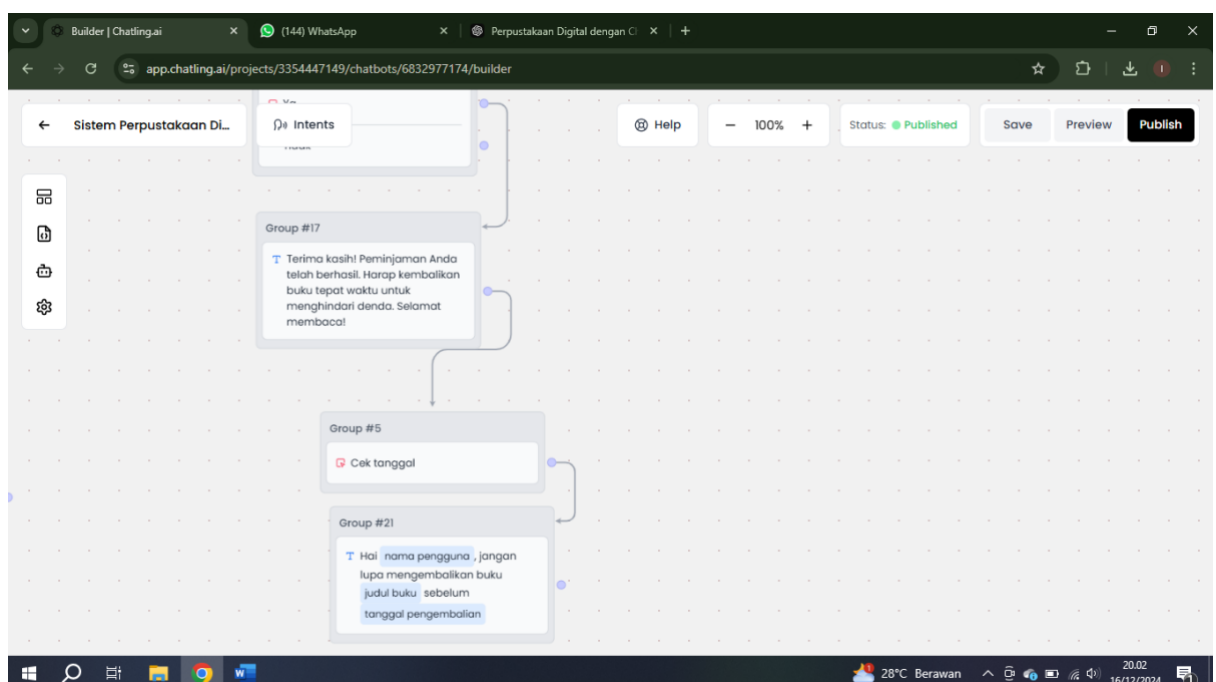 Builder | Chatling.ai
(144) WhatsApp
Perpustakaan Digital dengan C
app.chatling.ai/projects/3354447149/chatbots/6832977174/builder
Sistem Perpustakaan Di...
Intents
Help
100%
Status: Published
Save
Preview
Publish
Ya
Group #17
Terima kasih! Peminjaman Anda
telah berhasil. Harap kembalikan
buku tepat waktu untuk
menghindari denda. Selamat
membaca!
Group #5
Cek tanggal
Group #21
Hai nama pengguna , jangan
lupa mengembalikan buku
judul buku sebelum
tanggal pengembalian
28°C Berawan
20.02
16/12/2024